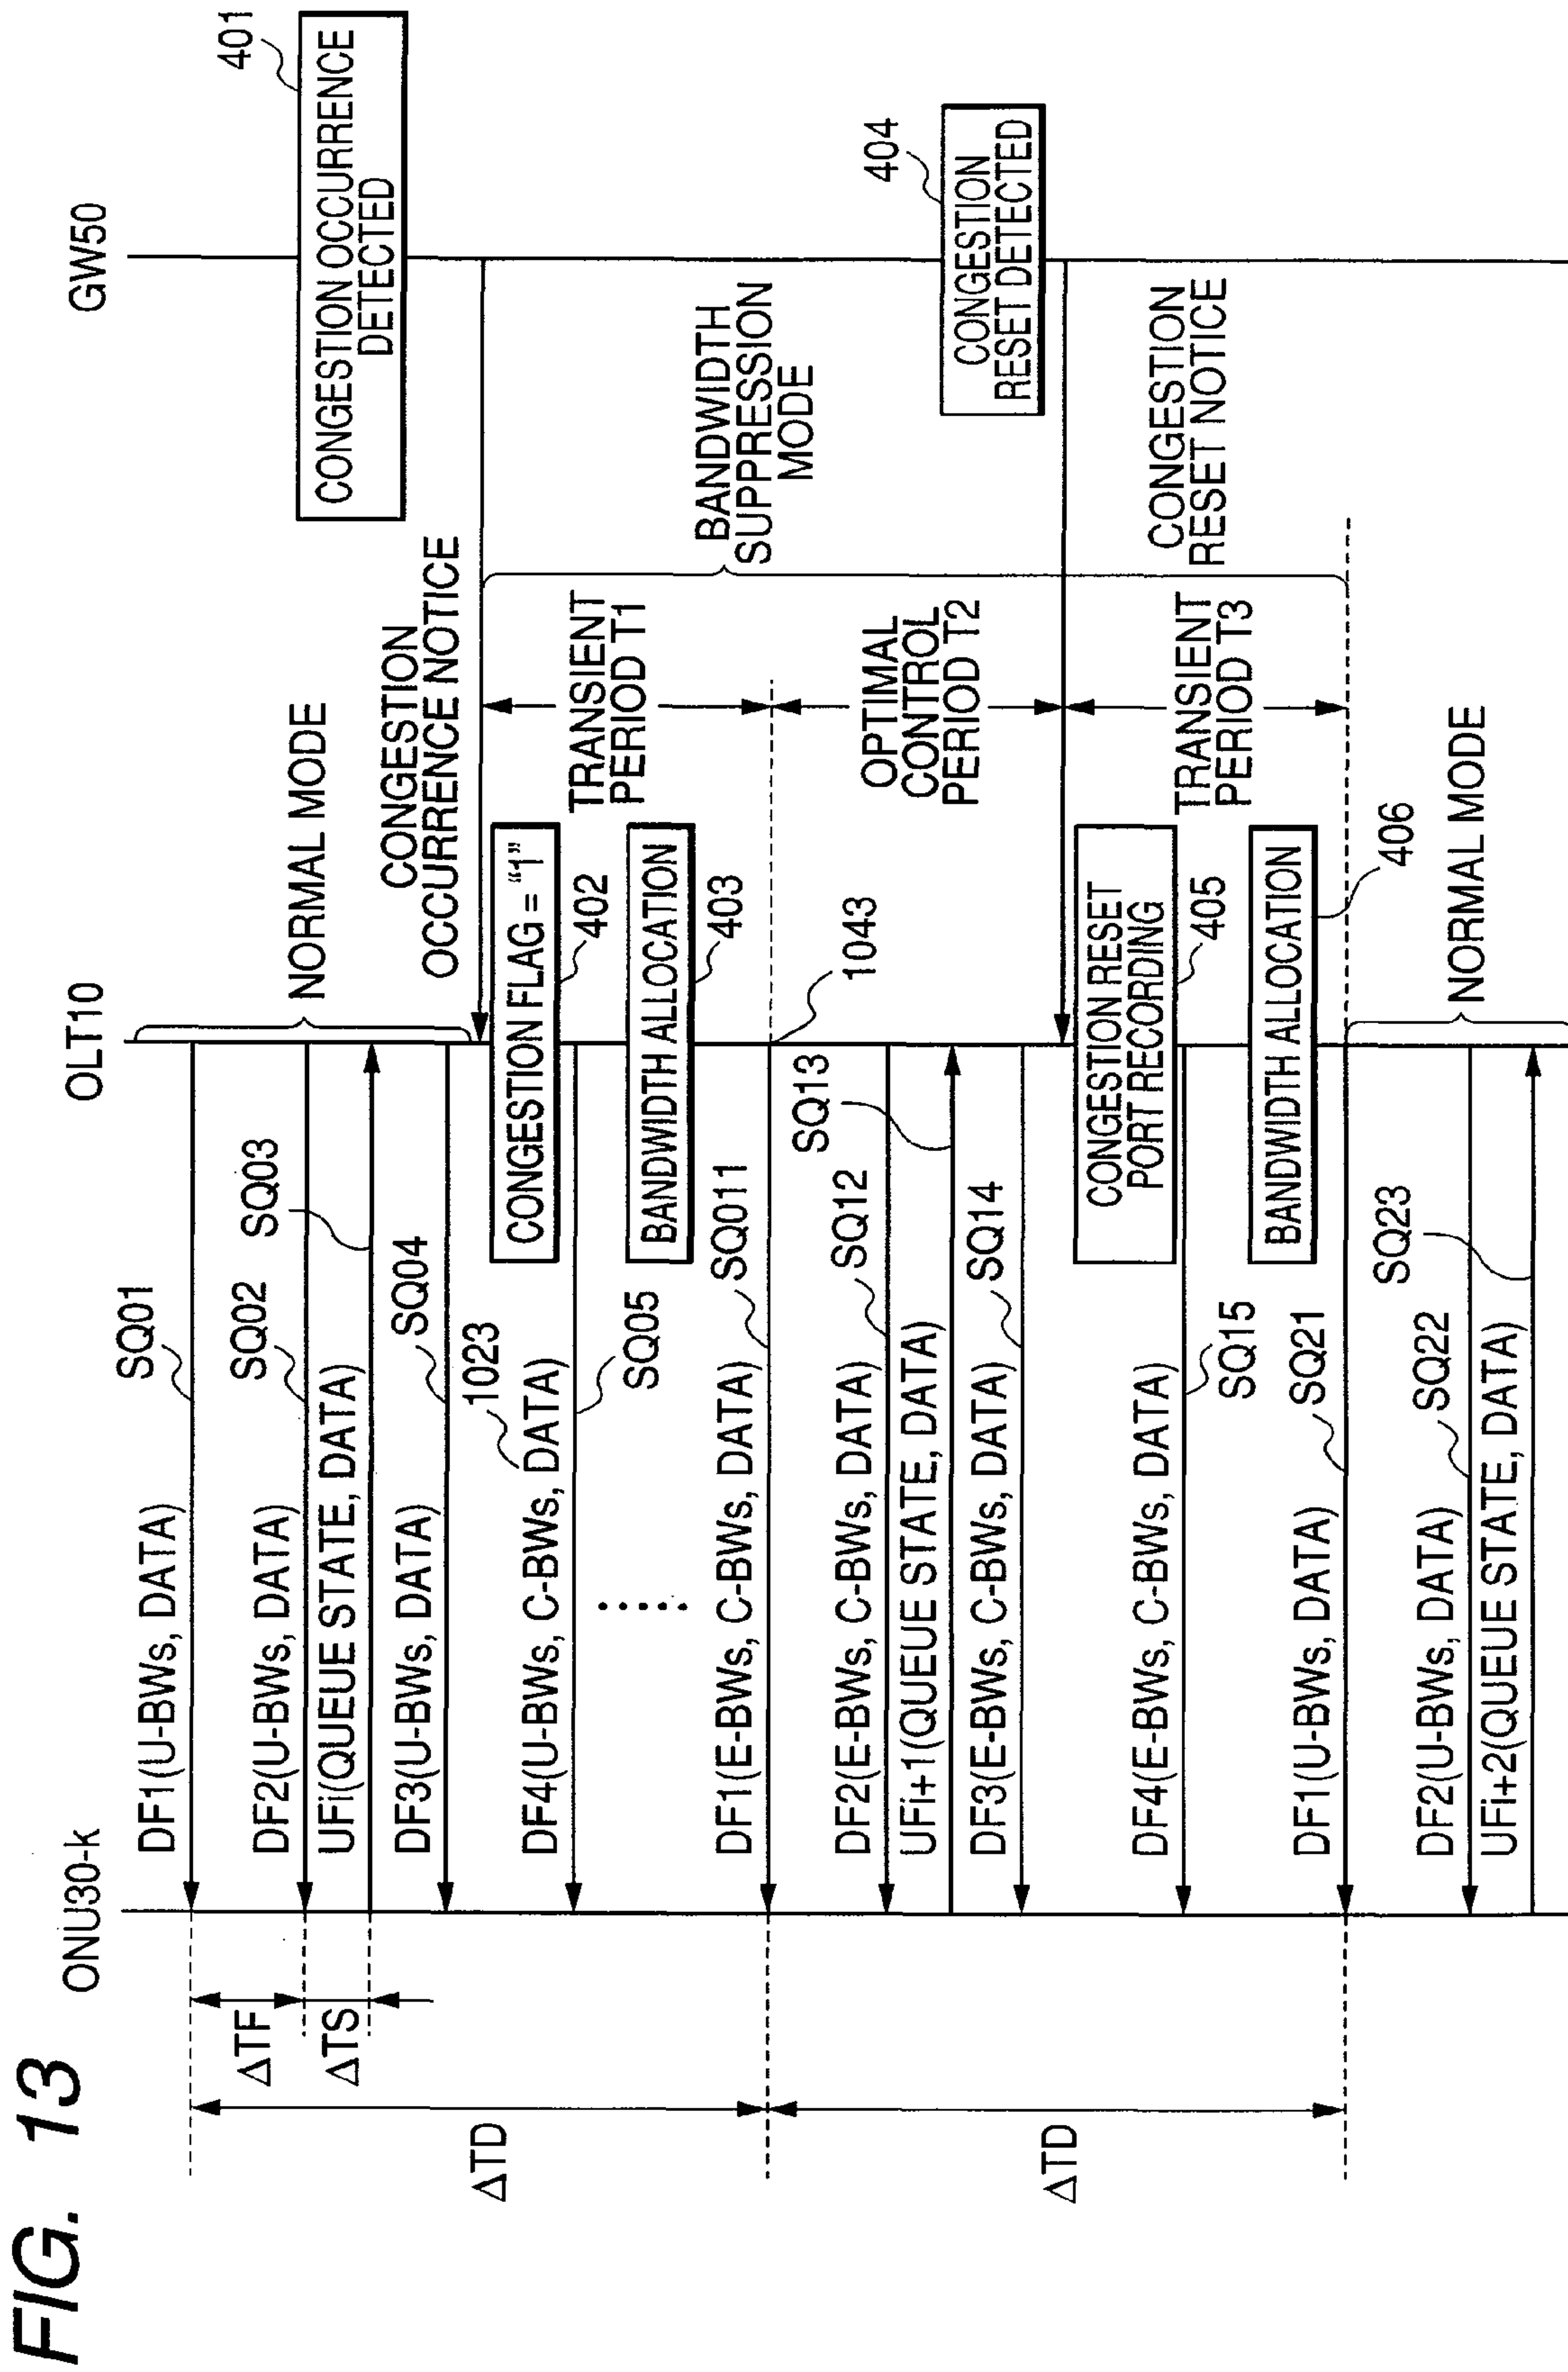 FIG. 13
ONU30-k
OLT10
GW50
ΔTF
ΔTS
ΔTD
ΔTD
DF1(U-BWs, DATA)
SQ01
DF2(U-BWs, DATA)
SQ02
UFi(QUEUE STATE, DATA)
SQ03
DF3(U-BWs, DATA)
SQ04
DF4(U-BWs, C-BWs, DATA)
1023
SQ05
DF1(E-BWs, C-BWs, DATA)
SQ011
DF2(E-BWs, C-BWs, DATA)
SQ12
UFi+1(QUEUE STATE, DATA)
SQ13
DF3(E-BWs, C-BWs, DATA)
SQ14
DF4(E-BWs, C-BWs, DATA)
SQ15
DF1(U-BWs, DATA)
SQ21
DF2(U-BWs, DATA)
SQ22
UFi+2(QUEUE STATE, DATA)
SQ23
NORMAL MODE
CONGESTION
OCCURRENCE NOTICE
CONGESTION FLAG = “1”
402
BANDWIDTH ALLOCATION
403
1043
CONGESTION RESET
PORT RECORDING
405
BANDWIDTH ALLOCATION
406
NORMAL MODE
TRANSIENT
PERIOD T1
OPTIMAL
CONTROL
PERIOD T2
TRANSIENT
PERIOD T3
BANDWIDTH
SUPPRESSION
MODE
CONGESTION
RESET NOTICE
CONGESTION OCCURRENCE
DETECTED
401
CONGESTION
RESET DETECTED
404